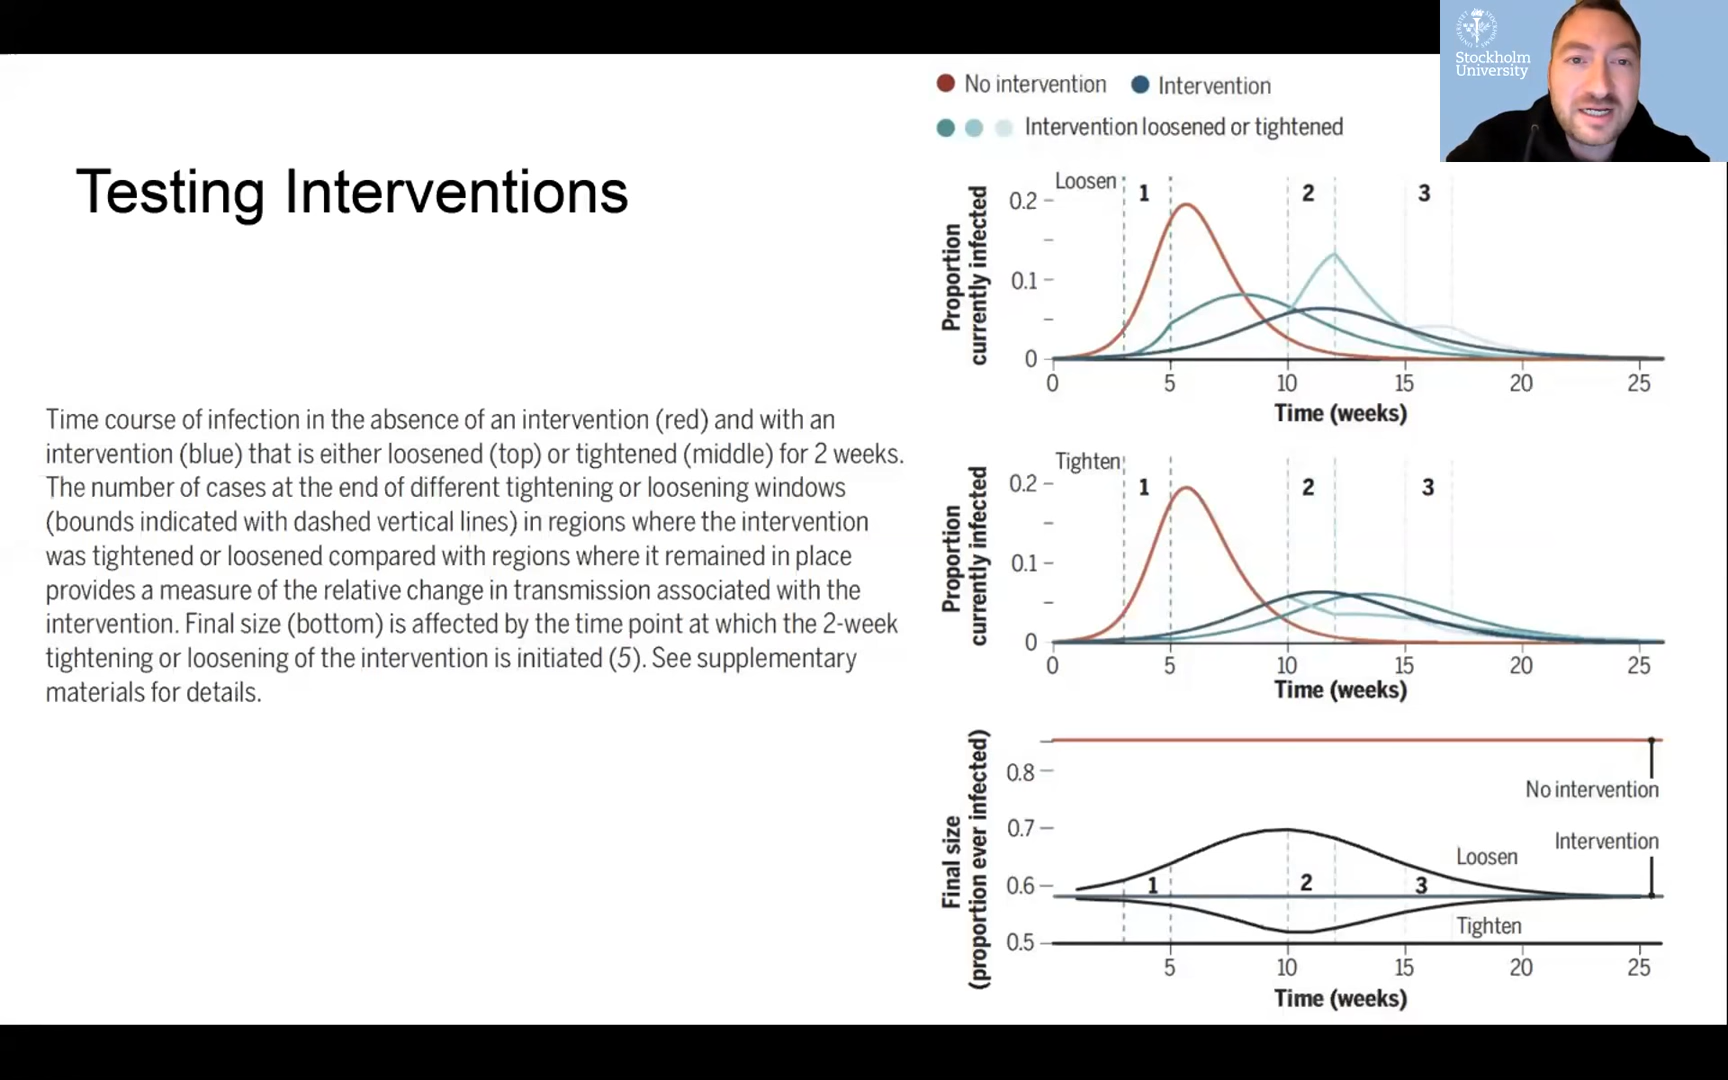 Stockholm
University
Testing Interventions
Time course of infection in the absence of an intervention (red) and with an
intervention (blue) that is either loosened (top) or tightened (middle) for 2 weeks.
The number of cases at the end of different tightening or loosening windows
(bounds indicated with dashed vertical lines) in regions where the intervention
was tightened or loosened compared with regions where it remained in place
provides a measure of the relative change in transmission associated with the
intervention. Final size (bottom) is affected by the time point at which the 2-week
tightening or loosening of the intervention is initiated (5). See supplementary
materials for details.
No intervention Intervention
Intervention loosened or tightened
Proportion
currently infected
Loosen 1 2 3
0.2
0.1
0
0 5 10 15 20 25
Time (weeks)
Proportion
currently infected
Tighten 1 2 3
0.2
0.1
0
0 5 10 15 20 25
Time (weeks)
Final size
(proportion ever infected)
0.8
No intervention
0.7
Intervention
Loosen
0.6 1 2 3
Tighten
0.5
5 10 15 20 25
Time (weeks)